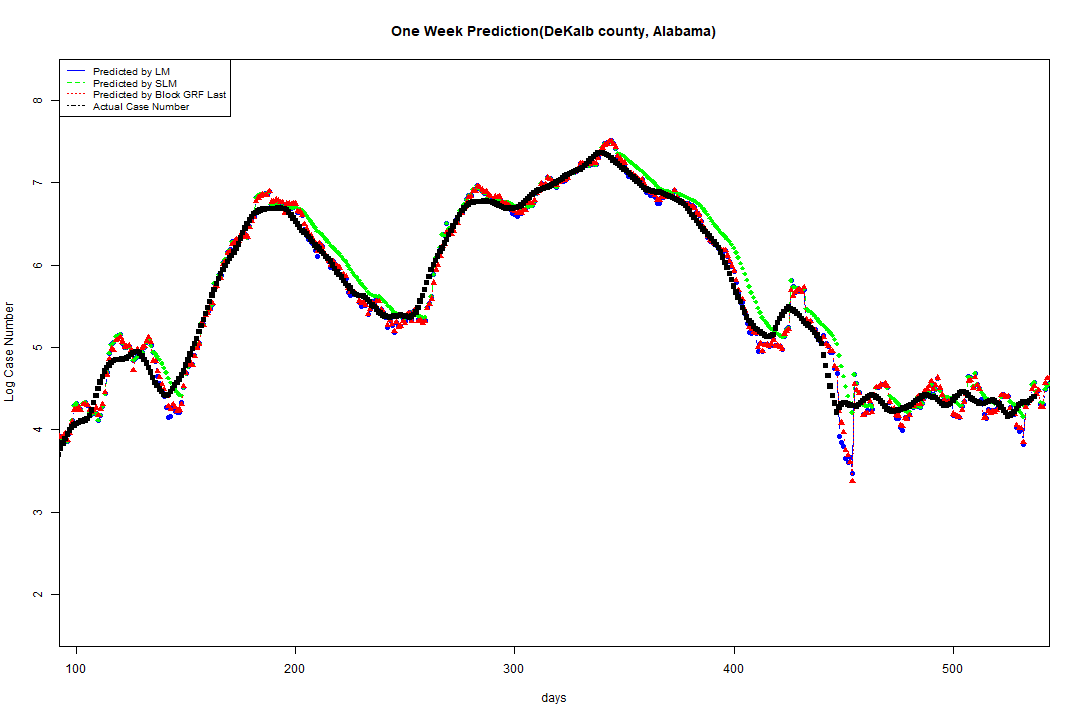 One Week Prediction(DeKalb county, Alabama)
Predicted by LM
Predicted by SLM
Predicted by Block GRF Last
Actual Case Number
8
7
6
5
4
3
2
Log Case Number
100 200 300 400 500
days